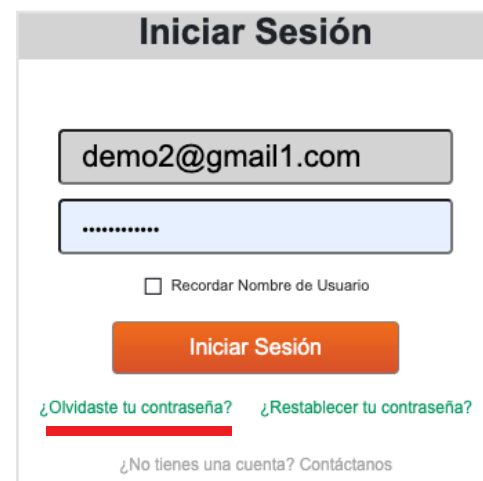 Iniciar Sesión
demo2@gmail1.com
••••••••••••
Recordar Nombre de Usuario
Iniciar Sesión
¿Olvidaste tu contraseña? ¿Restablecer tu contraseña?
¿No tienes una cuenta? Contáctanos